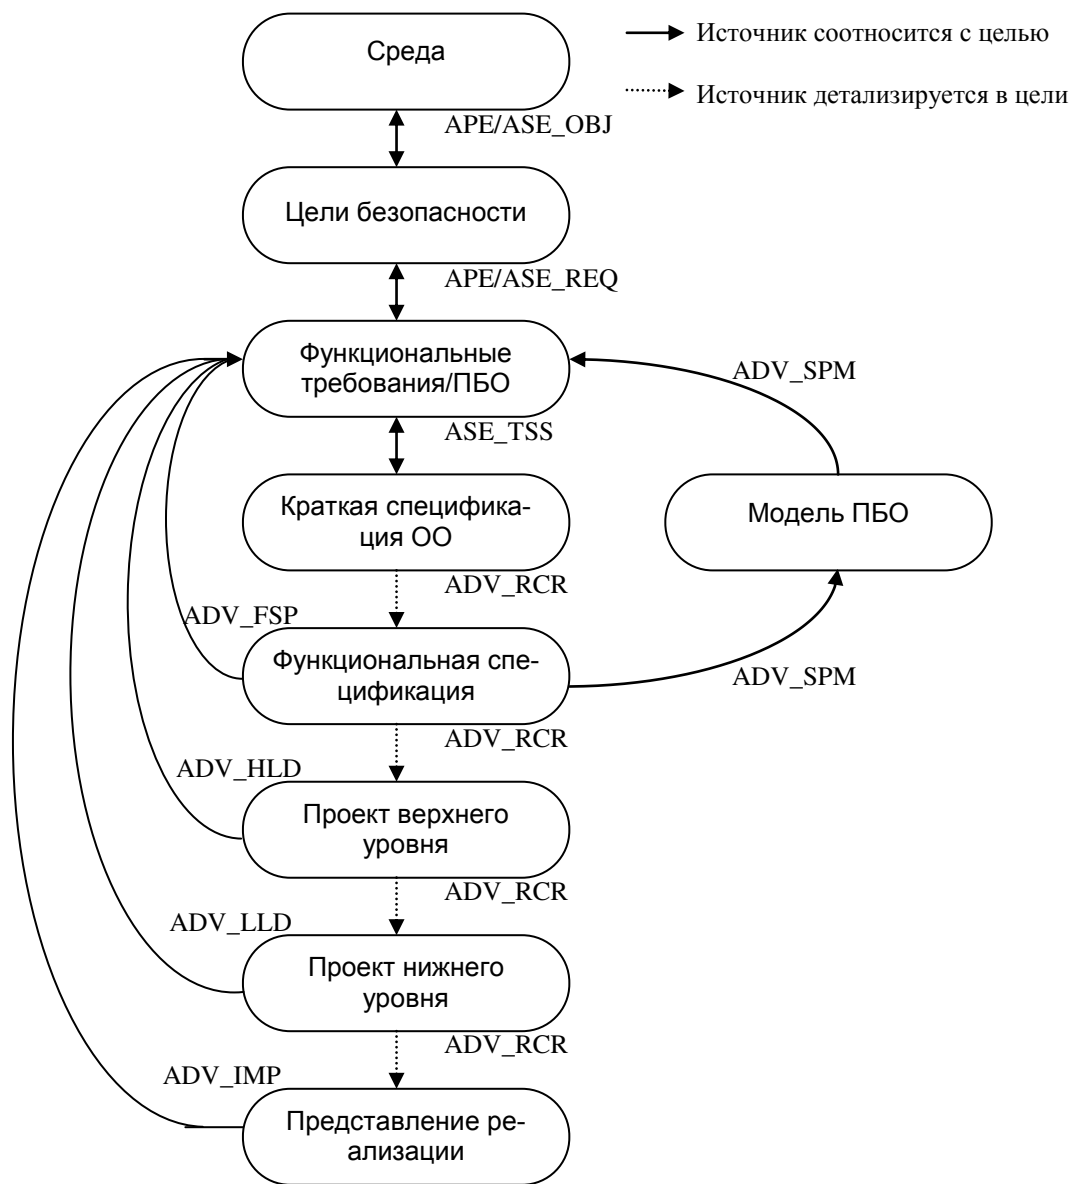 Среда
Источник соотносится с целью
Источник детализируется в цели
APE/ASE_OBJ
Цели безопасности
APE/ASE_REQ
Функциональные
требования/ПБО
ADV_SPM
ASE_TSS
Краткая специфика-
ция ОО
Модель ПБО
ADV_RCR
ADV_FSP
Функциональная спе-
цификация
ADV_SPM
ADV_RCR
ADV_HLD
Проект верхнего
уровня
ADV_RCR
ADV_LLD
Проект нижнего
уровня
ADV_RCR
ADV_IMP
Представление ре-
ализации